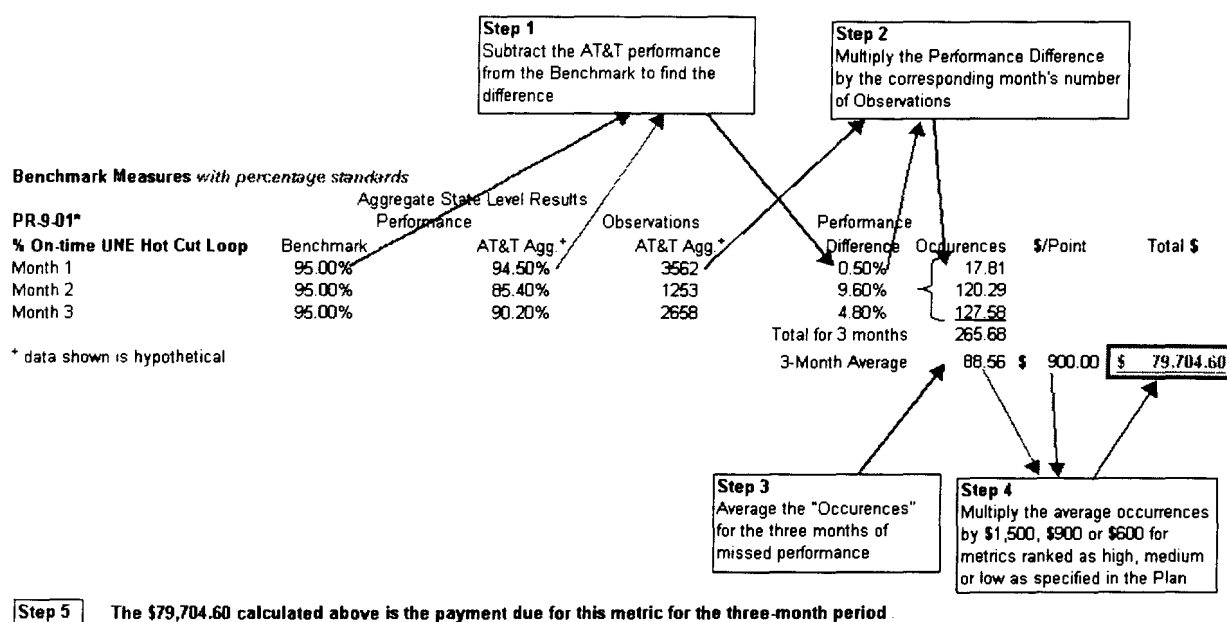 Step 1
Subtract the AT&T performance
from the Benchmark to find the
difference
Step 2
Multiply the Performance Difference
by the corresponding month's number
of Observations
Benchmark Measures with percentage standards
Aggregate State Level Results
PR-9-01* Performance Observations Performance
% On-time UNE Hot Cut Loop Benchmark AT&T Agg.+ AT&T Agg.+ Difference Occurences $/Point Total $
Month 1 95.00% 94.50% 3562 0.50% 17.81
Month 2 95.00% 85.40% 1253 9.60% 120.29
Month 3 95.00% 90.20% 2658 4.80% 127.58
Total for 3 months 265.68
+ data shown is hypothetical
3-Month Average 88.56 $ 900.00 $ 79,704.60
Step 3
Average the "Occurences"
for the three months of
missed performance
Step 4
Multiply the average occurrences
by $1,500, $900 or $600 for
metrics ranked as high, medium
or low as specified in the Plan
Step 5 The $79,704.60 calculated above is the payment due for this metric for the three-month period